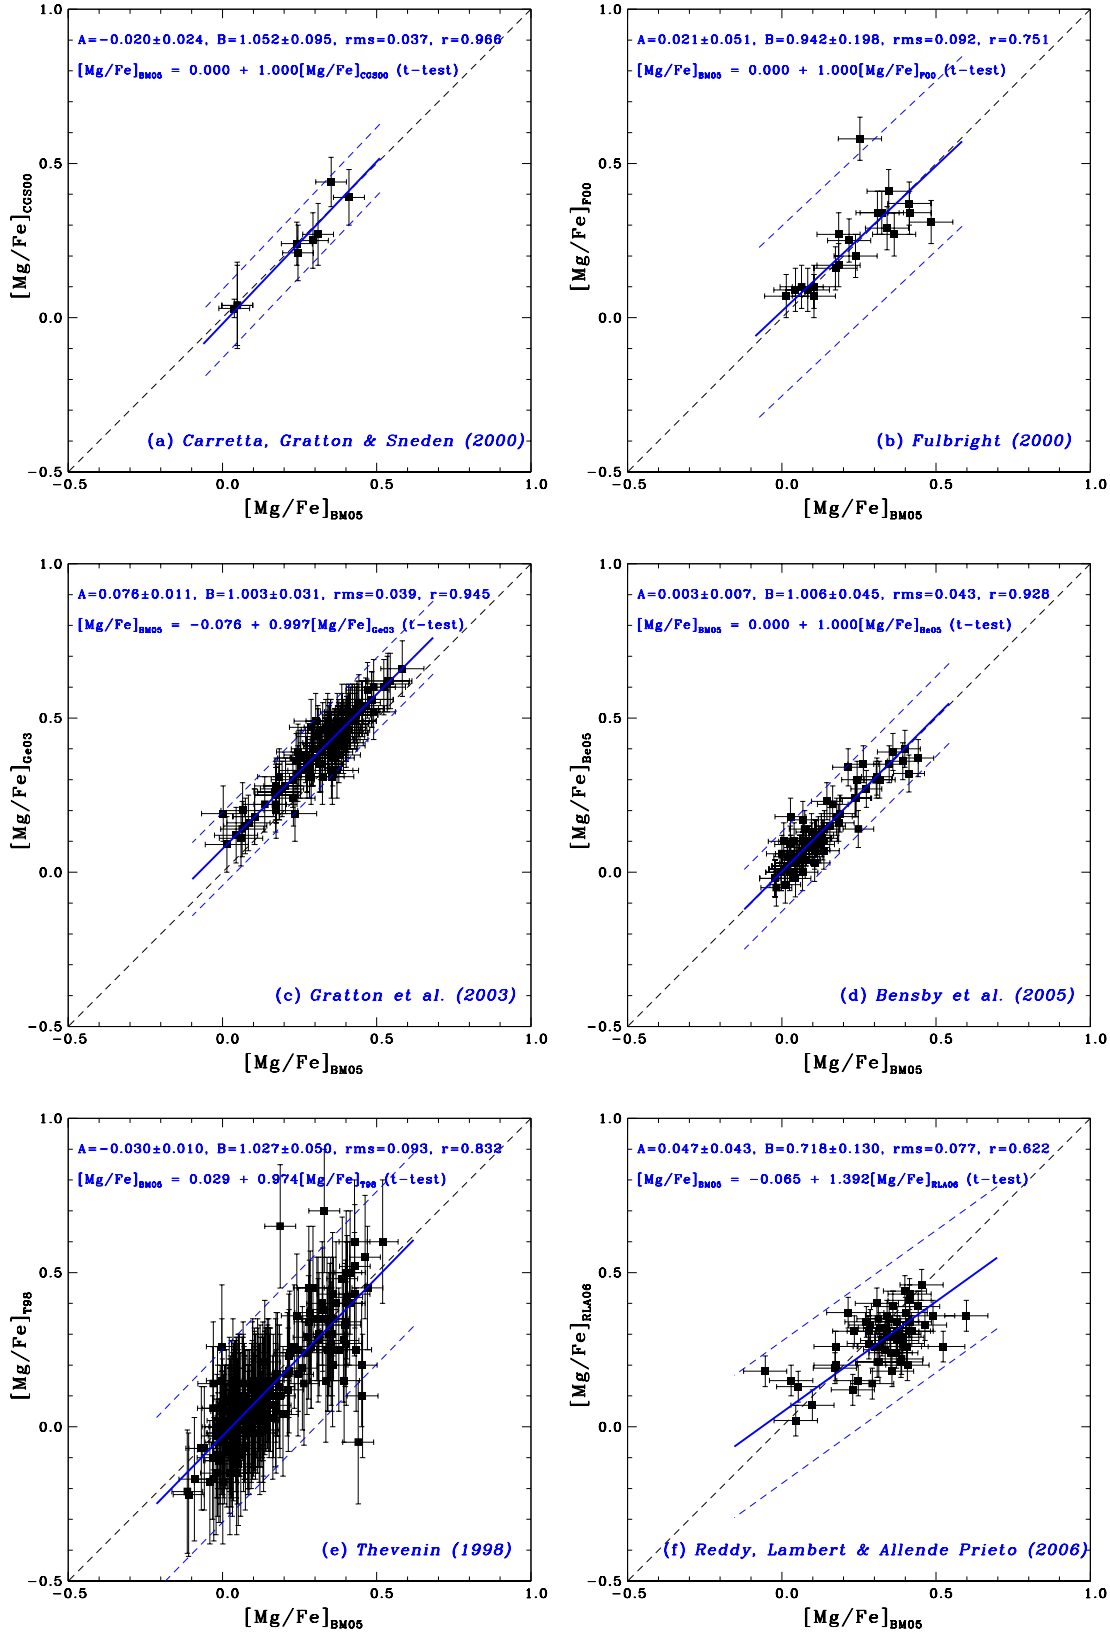 A=−0.020±0.024, B=1.052±0.095, rms=0.037, r=0.966
[Mg/Fe]BM05 = 0.000 + 1.000[Mg/Fe]CGS00 (t−test)
1.0
0.5
0.0
−0.5
[Mg/Fe]CGS00
(a) Carretta, Gratton & Sneden (2000)
−0.5 0.0 0.5 1.0
[Mg/Fe]BM05
A=0.021±0.051, B=0.942±0.198, rms=0.092, r=0.751
[Mg/Fe]BM05 = 0.000 + 1.000[Mg/Fe]F00 (t−test)
1.0
0.5
0.0
−0.5
[Mg/Fe]F00
(b) Fulbright (2000)
−0.5 0.0 0.5 1.0
[Mg/Fe]BM05
A=0.076±0.011, B=1.003±0.031, rms=0.039, r=0.945
[Mg/Fe]BM05 = −0.076 + 0.997[Mg/Fe]Ge03 (t−test)
1.0
0.5
0.0
−0.5
[Mg/Fe]Ge03
(c) Gratton et al. (2003)
−0.5 0.0 0.5 1.0
[Mg/Fe]BM05
A=0.003±0.007, B=1.006±0.045, rms=0.043, r=0.928
[Mg/Fe]BM05 = 0.000 + 1.000[Mg/Fe]Be05 (t−test)
1.0
0.5
0.0
−0.5
[Mg/Fe]Be05
(d) Bensby et al. (2005)
−0.5 0.0 0.5 1.0
[Mg/Fe]BM05
A=−0.030±0.010, B=1.027±0.050, rms=0.093, r=0.832
[Mg/Fe]BM05 = 0.029 + 0.974[Mg/Fe]T98 (t−test)
1.0
0.5
0.0
−0.5
[Mg/Fe]T98
(e) Thevenin (1998)
−0.5 0.0 0.5 1.0
[Mg/Fe]BM05
A=0.047±0.043, B=0.718±0.130, rms=0.077, r=0.622
[Mg/Fe]BM05 = −0.065 + 1.392[Mg/Fe]RLA06 (t−test)
1.0
0.5
0.0
−0.5
[Mg/Fe]RLA06
(f) Reddy, Lambert & Allende Prieto (2006)
−0.5 0.0 0.5 1.0
[Mg/Fe]BM05